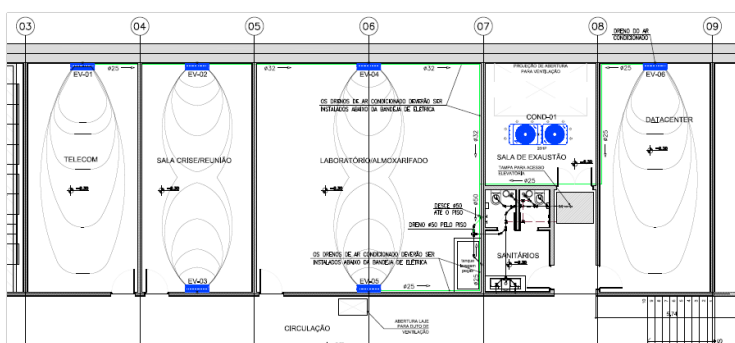 03 04 05 06 07 08 09
DRENO DO AR
CONDICIONADO
EV-01
EV-02
EV-04
EV-06
ø25
ø32
ø32
ø25
PROJEÇÃO DE ABERTURA
PARA VENTILAÇÃO
OS DRENOS DE AR CONDICIONADO DEVERÃO SER
INSTALADOS ABAIXO DA BANDEJA DE ELÉTRICA
COND-01
DATACENTER
ø32
ø25
TELECOM
SALA CRISE/REUNIÃO
LABORATÓRIO/ALMOXARIFADO
SALA DE EXAUSTÃO
TAMPA PARA ACESSO
ELEVATÓRIA
ø25
DESCE ø50
ATÉ O PISO
ø50
DRENO ø50 PELO PISO
OS DRENOS DE AR CONDICIONADO DEVERÃO SER
INSTALADOS ABAIXO DA BANDEJA DE ELÉTRICA
SANITÁRIOS
EV-03
EV-05
ø25
CIRCULAÇÃO
ABERTURA LAJE
PARA DUTO DE
VENTILAÇÃO
5,74